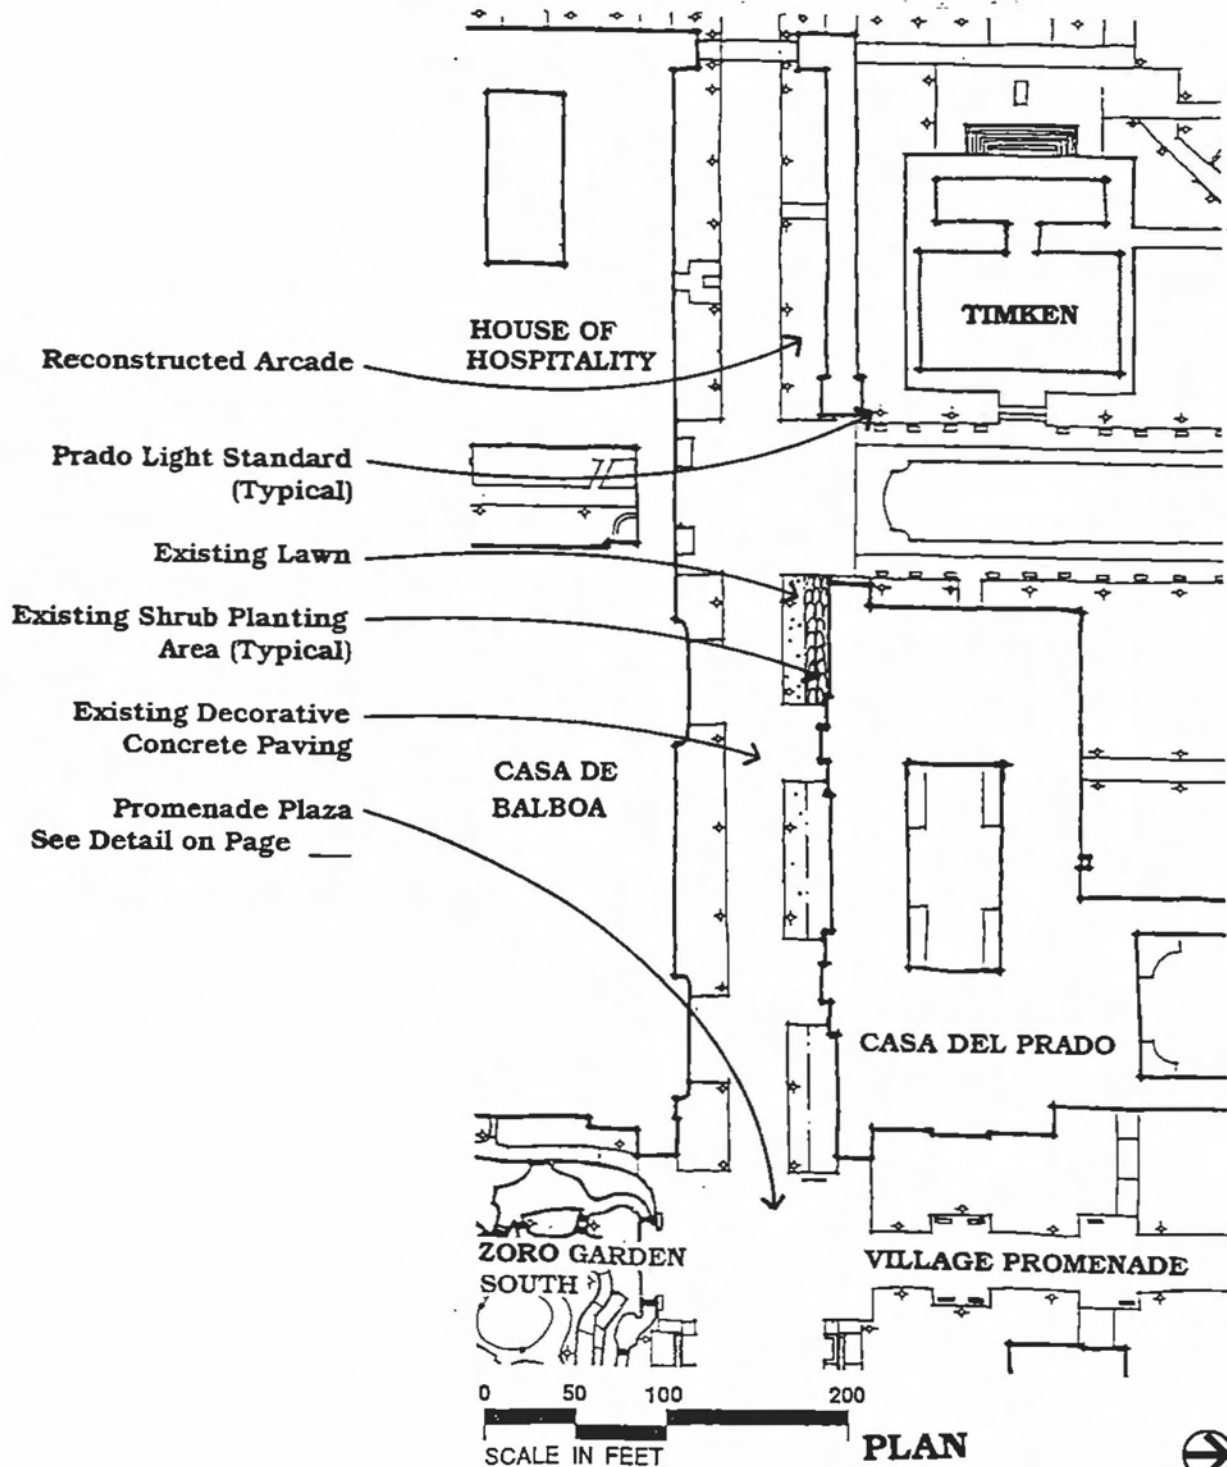 TIMKEN
HOUSE OF
HOSPITALITY
Reconstructed Arcade
Prado Light Standard
(Typical)
Existing Lawn
Existing Shrub Planting
Area (Typical)
Existing Decorative
Concrete Paving
CASA DE
BALBOA
Promenade Plaza
See Detail on Page __
CASA DEL PRADO
ZORO GARDEN
SOUTH
VILLAGE PROMENADE
0 50 100 200
SCALE IN FEET
PLAN